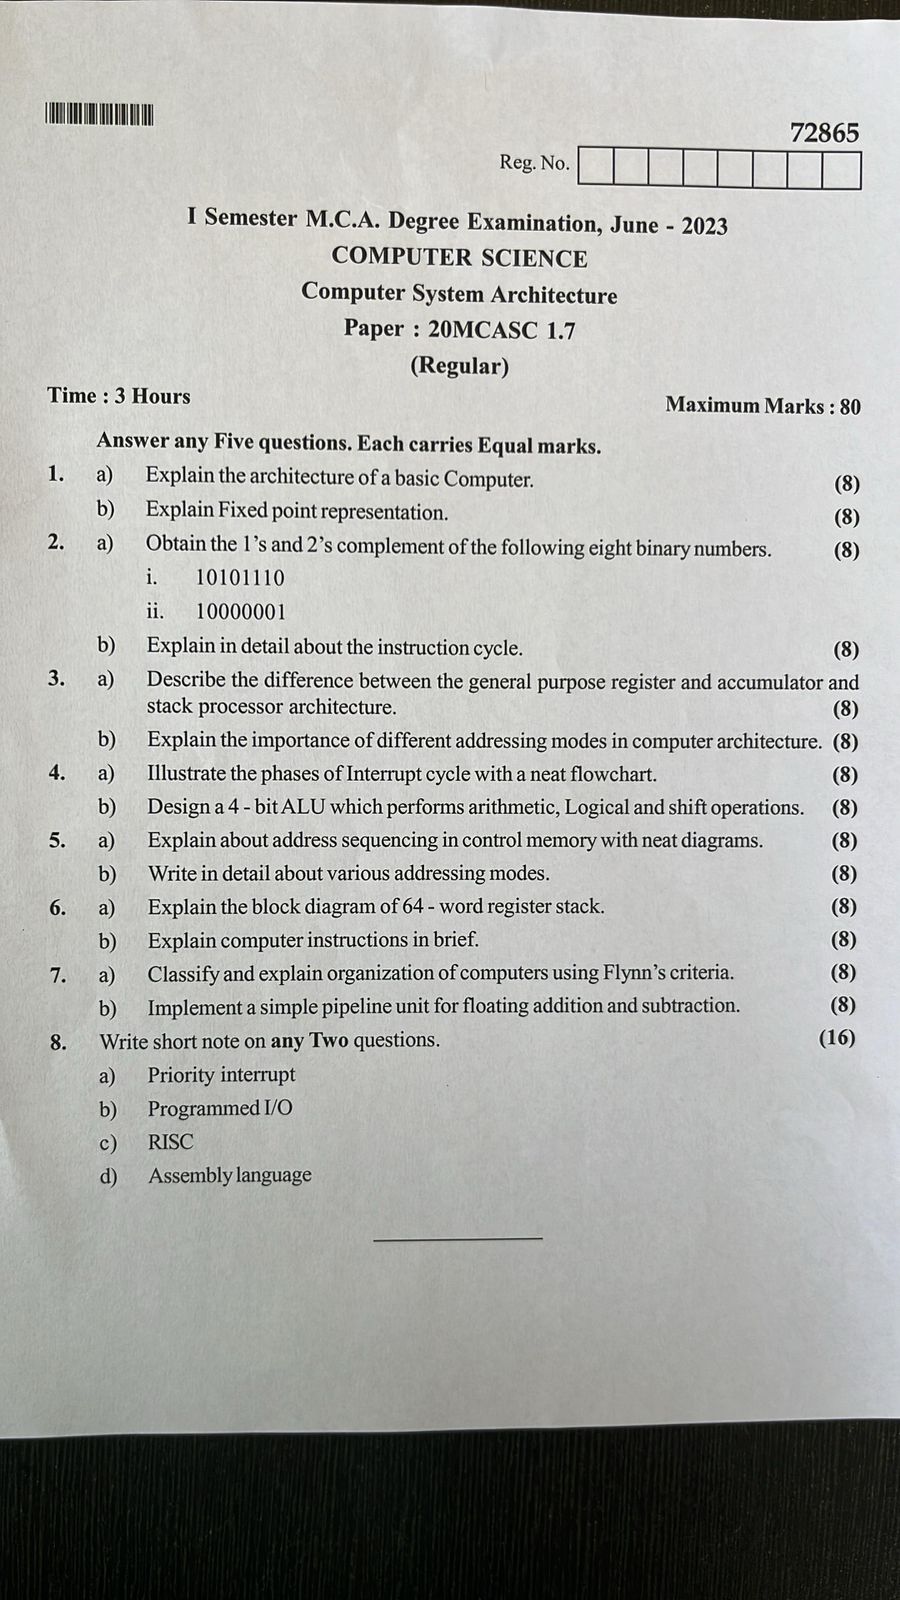 72865
Reg. No.
I Semester M.C.A. Degree Examination, June - 2023
COMPUTER SCIENCE
Computer System Architecture
Paper : 20MCASC 1.7
(Regular)
Time : 3 Hours Maximum Marks : 80
Answer any Five questions. Each carries Equal marks.
1. a) Explain the architecture of a basic Computer. (8)
b) Explain Fixed point representation. (8)
2. a) Obtain the 1's and 2's complement of the following eight binary numbers. (8)
i. 10101110
ii. 10000001
b) Explain in detail about the instruction cycle. (8)
3. a) Describe the difference between the general purpose register and accumulator and
stack processor architecture. (8)
b) Explain the importance of different addressing modes in computer architecture. (8)
4. a) Illustrate the phases of Interrupt cycle with a neat flowchart. (8)
b) Design a 4 - bit ALU which performs arithmetic, Logical and shift operations. (8)
5. a) Explain about address sequencing in control memory with neat diagrams. (8)
b) Write in detail about various addressing modes. (8)
6. a) Explain the block diagram of 64 - word register stack. (8)
b) Explain computer instructions in brief. (8)
7. a) Classify and explain organization of computers using Flynn's criteria. (8)
b) Implement a simple pipeline unit for floating addition and subtraction. (8)
8. Write short note on any Two questions. (16)
a) Priority interrupt
b) Programmed I/O
c) RISC
d) Assembly language